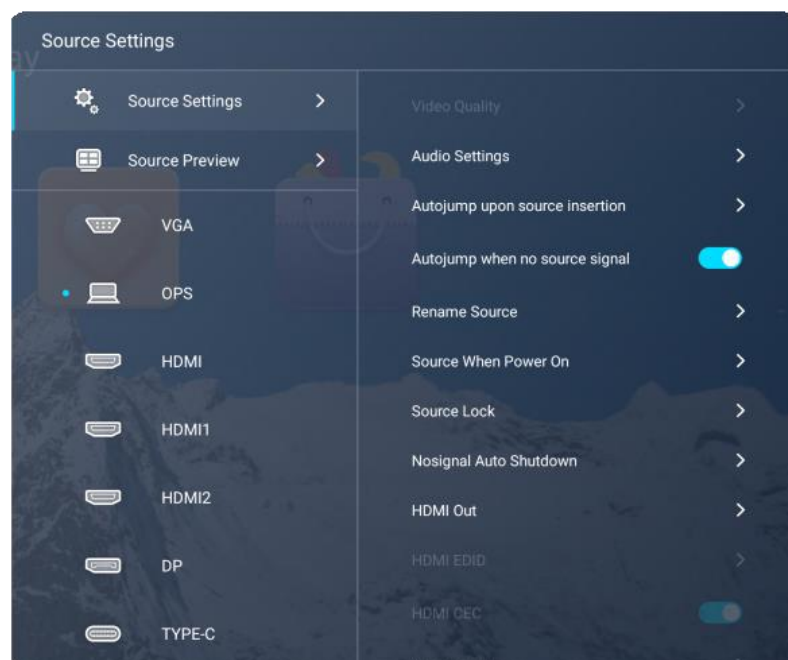 Source Settings
ay
Source Settings
Source Preview
VGA
OPS
HDMI
HDMI1
HDMI2
DP
TYPE-C
Video Quality
Audio Settings
Autojump upon source insertion
Autojump when no source signal
Rename Source
Source When Power On
Source Lock
Nosignal Auto Shutdown
HDMI Out
HDMI EDID
HDMI CEC